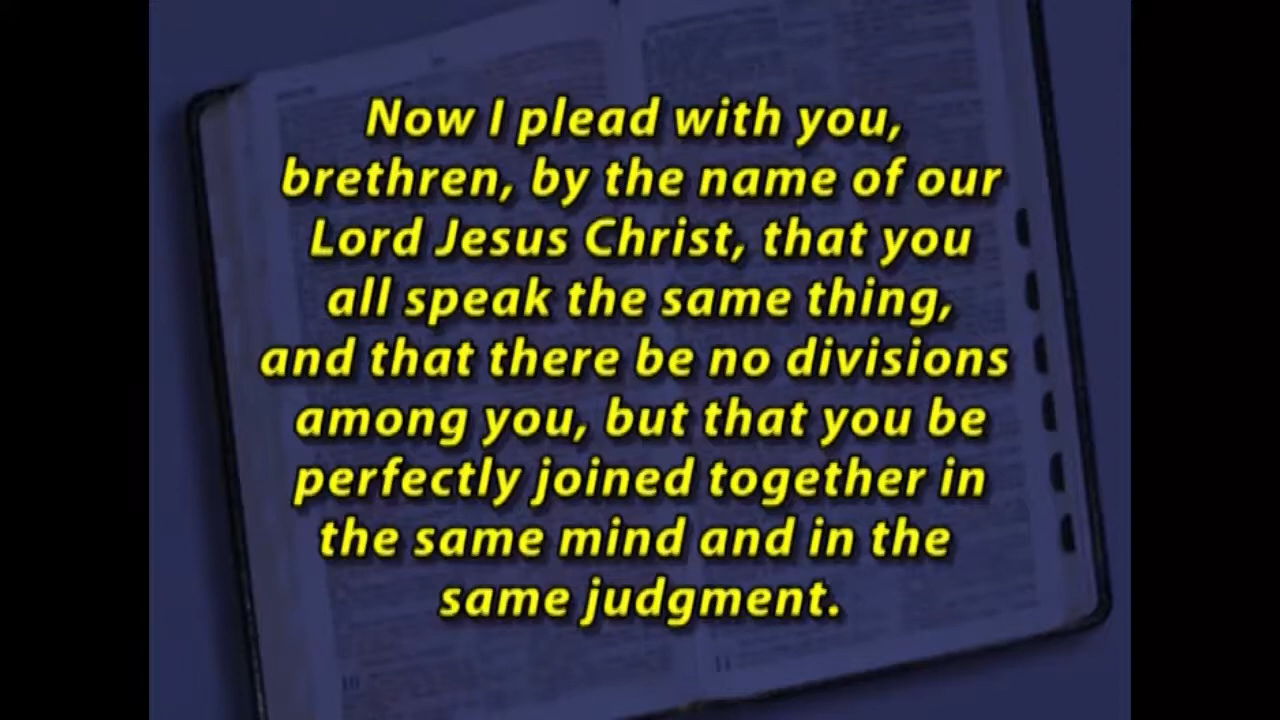 Now I plead with you,
brethren, by the name of our
Lord Jesus Christ, that you
all speak the same thing,
and that there be no divisions
among you, but that you be
perfectly joined together in
the same mind and in the
same judgment.
10
11